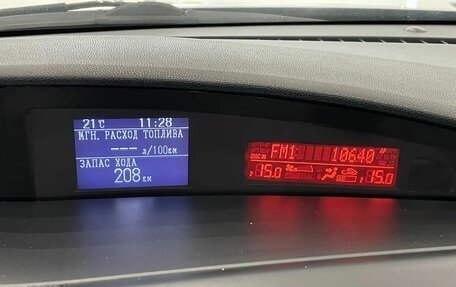 21℃ 11:28
МГН. РАСХОД ТОПЛИВА
--- л/100км
ЗАПАС ХОДА
208 км
FM1 106.40
15.0 15.0